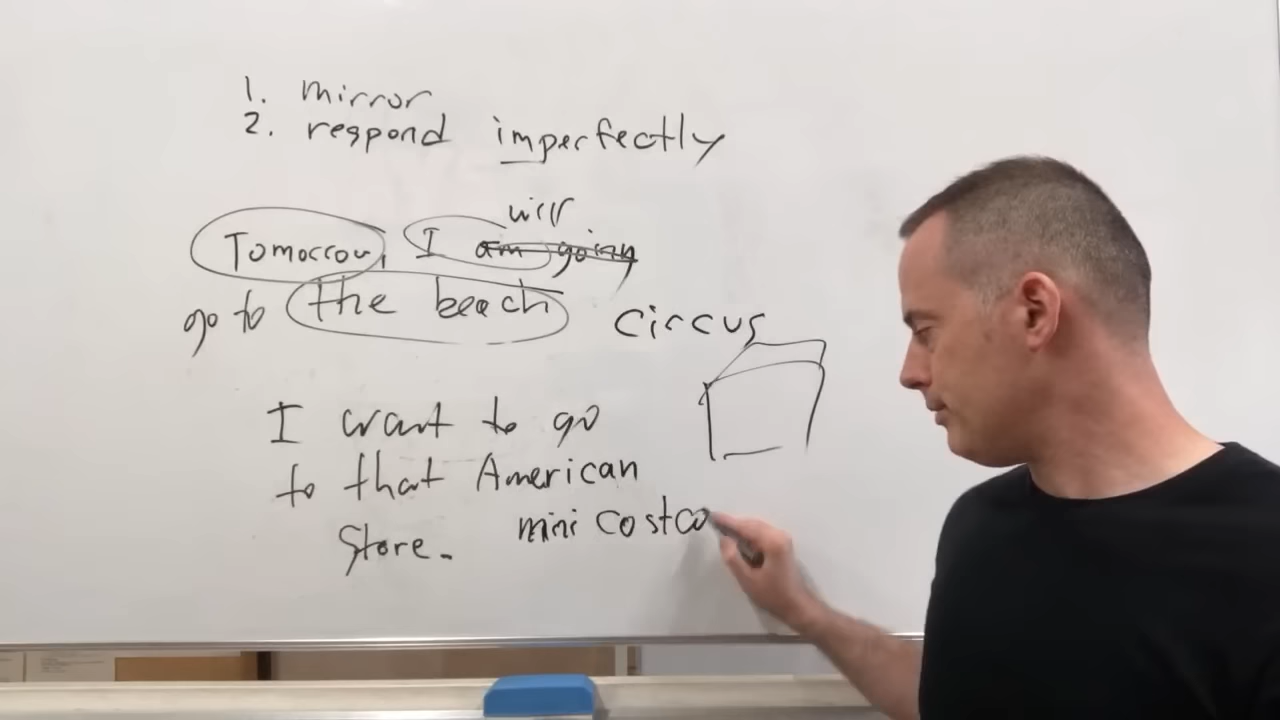 1. mirror
2. respond imperfectly
will
Tomorrow, I am going
go to the beach
circus
I want to go
to that American
Store.
mini costco